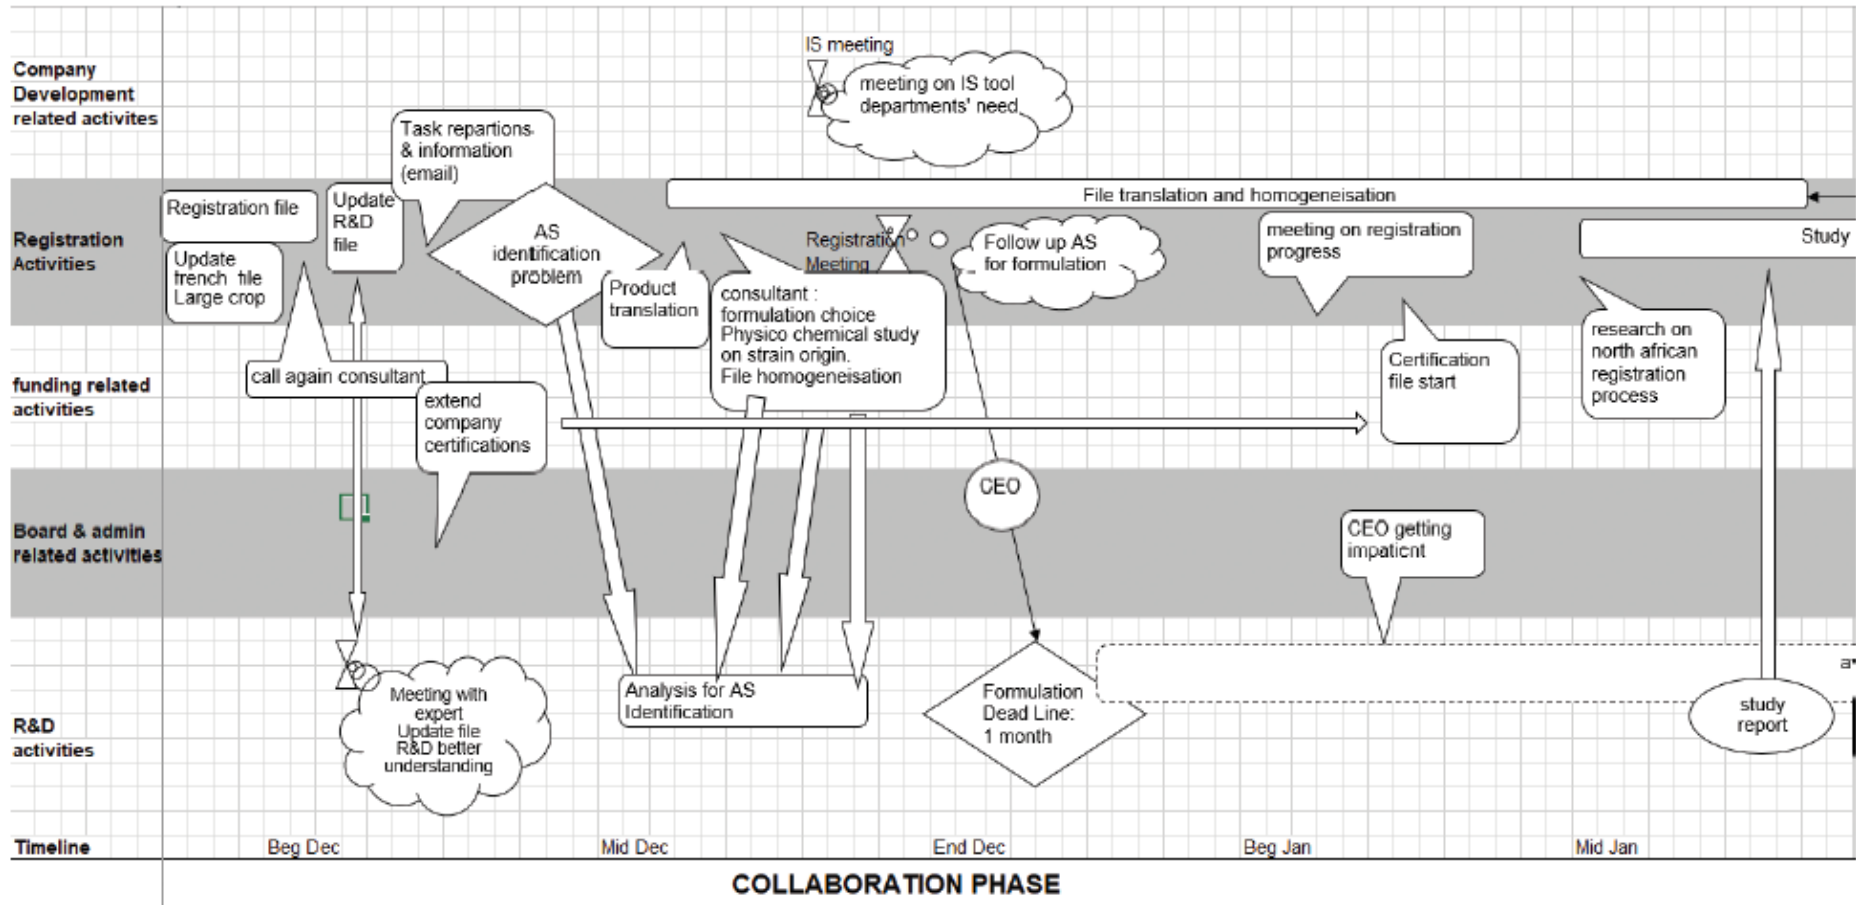 IS meeting
Company
Development
related activites
meeting on IS tool
departments' need
Task repartions
& information
(email)
File translation and homogeneisation
Registration file
Update
R&D
file
Registration
Activities
AS
identification
problem
Registration
Meeting
Follow up AS
for formulation
meeting on registration
progress
Study
Update
french file
Large crop
Product
translation
consultant :
formulation choice
Physico chemical study
on strain origin.
File homogeneisation
research on
north african
registration
process
Certification
file start
funding related
activities
call again consultant
extend
company
certifications
CEO
Board & admin
related activities
CEO getting
impatient
Meeting with
expert
Update file
R&D better
understanding
Analysis for AS
Identification
Formulation
Dead Line:
1 month
study
report
R&D
activities
Timeline
Beg Dec
Mid Dec
End Dec
Beg Jan
Mid Jan
COLLABORATION PHASE